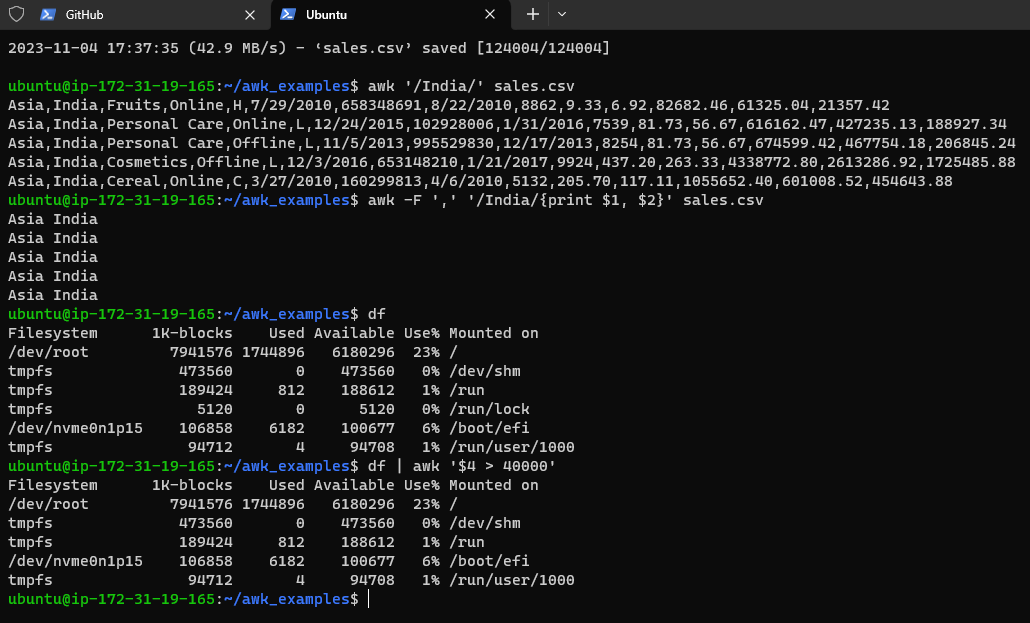 GitHub
Ubuntu
2023-11-04 17:37:35 (42.9 MB/s) - ‘sales.csv’ saved [124004/124004]
ubuntu@ip-172-31-19-165:~/awk_examples$ awk '/India/' sales.csv
Asia,India,Fruits,Online,H,7/29/2010,658348691,8/22/2010,8862,9.33,6.92,82682.46,61325.04,21357.42
Asia,India,Personal Care,Online,L,12/24/2015,102928006,1/31/2016,7539,81.73,56.67,616162.47,427235.13,188927.34
Asia,India,Personal Care,Offline,L,11/5/2013,995529830,12/17/2013,8254,81.73,56.67,674599.42,467754.18,206845.24
Asia,India,Cosmetics,Offline,L,12/3/2016,653148210,1/21/2017,9924,437.20,263.33,4338772.80,2613286.92,1725485.88
Asia,India,Cereal,Online,C,3/27/2010,160299813,4/6/2010,5132,205.70,117.11,1055652.40,601008.52,454643.88
ubuntu@ip-172-31-19-165:~/awk_examples$ awk -F ',' '/India/{print $1, $2}' sales.csv
Asia India
Asia India
Asia India
Asia India
Asia India
ubuntu@ip-172-31-19-165:~/awk_examples$ df
Filesystem      1K-blocks    Used Available Use% Mounted on
/dev/root         7941576 1744896   6180296  23% /
tmpfs              473560       0    473560   0% /dev/shm
tmpfs              189424     812    188612   1% /run
tmpfs                5120       0      5120   0% /run/lock
/dev/nvme0n1p15    106858    6182    100677   6% /boot/efi
tmpfs               94712       4     94708   1% /run/user/1000
ubuntu@ip-172-31-19-165:~/awk_examples$ df | awk '$4 > 40000'
Filesystem      1K-blocks    Used Available Use% Mounted on
/dev/root         7941576 1744896   6180296  23% /
tmpfs              473560       0    473560   0% /dev/shm
tmpfs              189424     812    188612   1% /run
/dev/nvme0n1p15    106858    6182    100677   6% /boot/efi
tmpfs               94712       4     94708   1% /run/user/1000
ubuntu@ip-172-31-19-165:~/awk_examples$